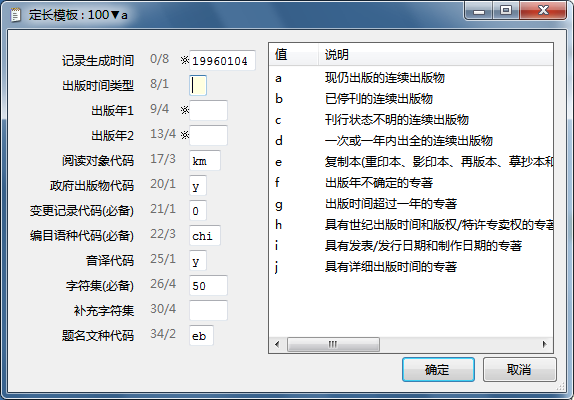 定长模板 : 100▼a
记录生成时间 0/8 ※ 19960104
出版时间类型 8/1
出版年1 9/4 ※
出版年2 13/4 ※
阅读对象代码 17/3 km
政府出版物代码 20/1 y
变更记录代码(必备) 21/1 0
编目语种代码(必备) 22/3 chi
音译代码 25/1 y
字符集(必备) 26/4 50
补充字符集 30/4
题名文种代码 34/2 eb
值 说明
a 现仍出版的连续出版物
b 已停刊的连续出版物
c 刊行状态不明的连续出版物
d 一次或一年内出全的连续出版物
e 复制本(重印本、影印本、再版本、摹抄本和
f 出版年不确定的专著
g 出版时间超过一年的专著
h 具有世纪出版时间和版权/特许专卖权的专著
i 具有发表/发行日期和制作日期的专著
j 具有详细出版时间的专著
确定 取消